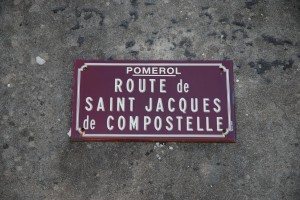 POMEROL
ROUTE de
SAINT JACQUES
de COMPOSTELLE